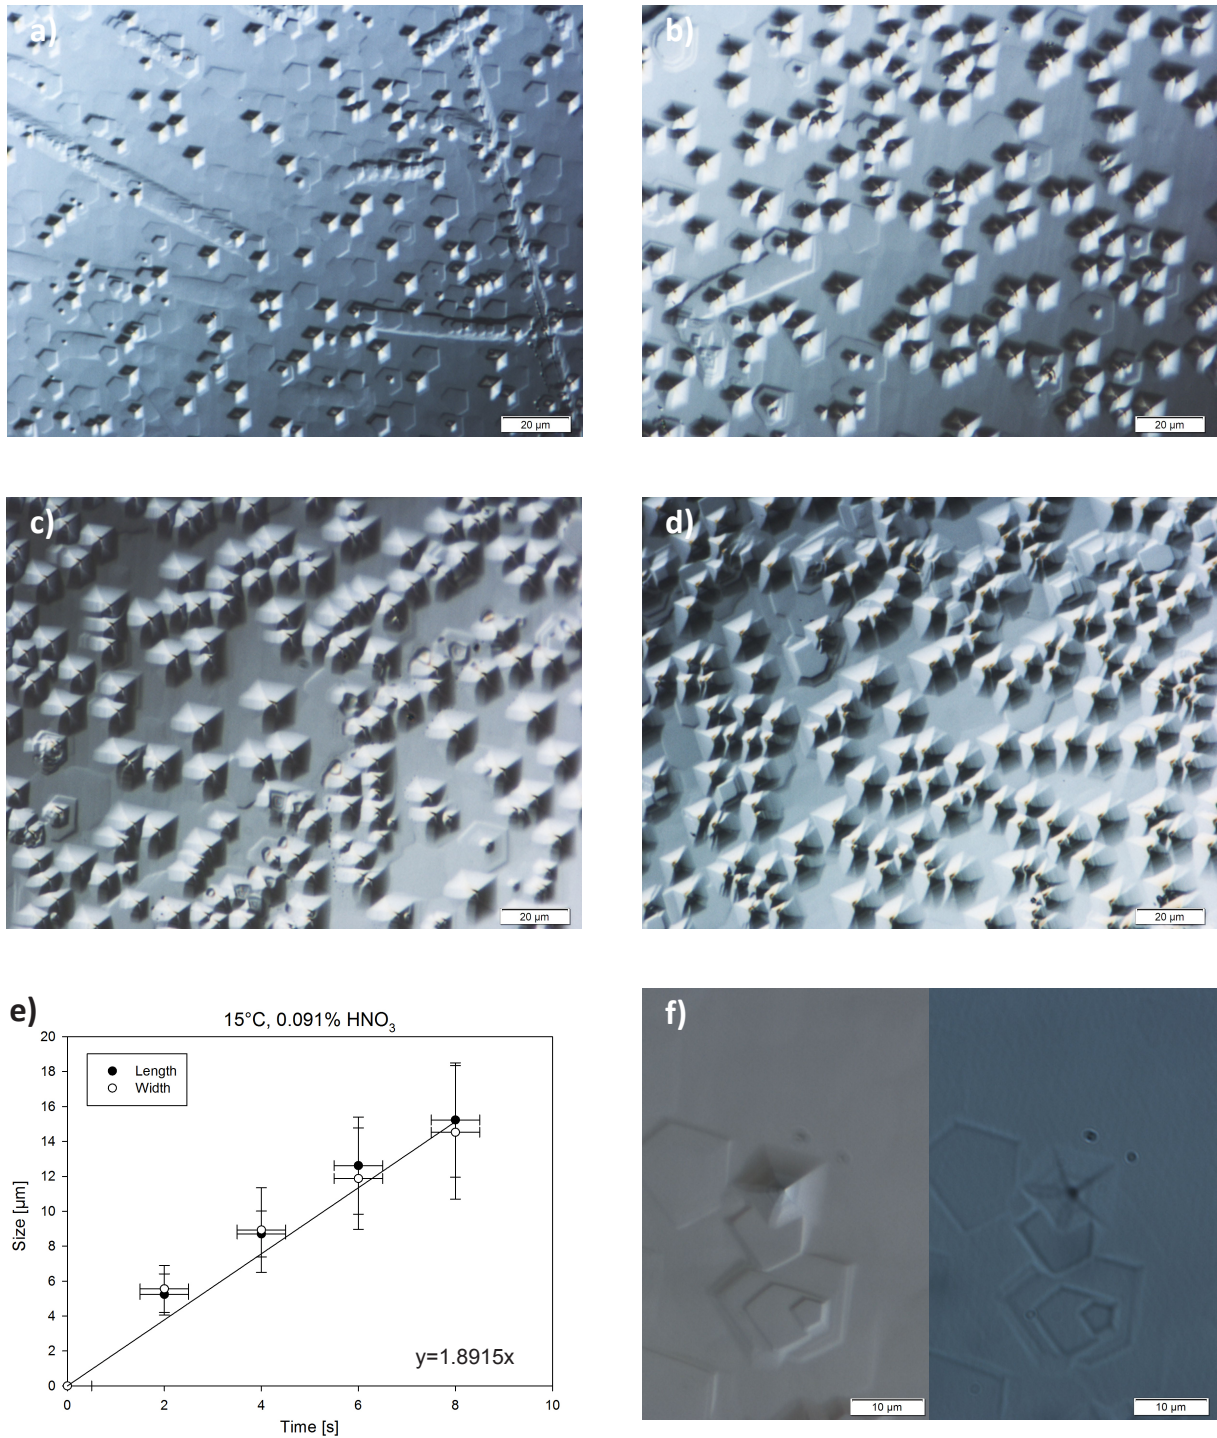 a)
20 µm
b)
20 µm
c)
20 µm
d)
20 µm
e)
15°C, 0.091% HNO₃
20
18
16
14
12
10
8
6
4
2
0
Size [µm]
Length
Width
y=1.8915x
0
2
4
6
8
10
Time [s]
f)
10 µm
10 µm